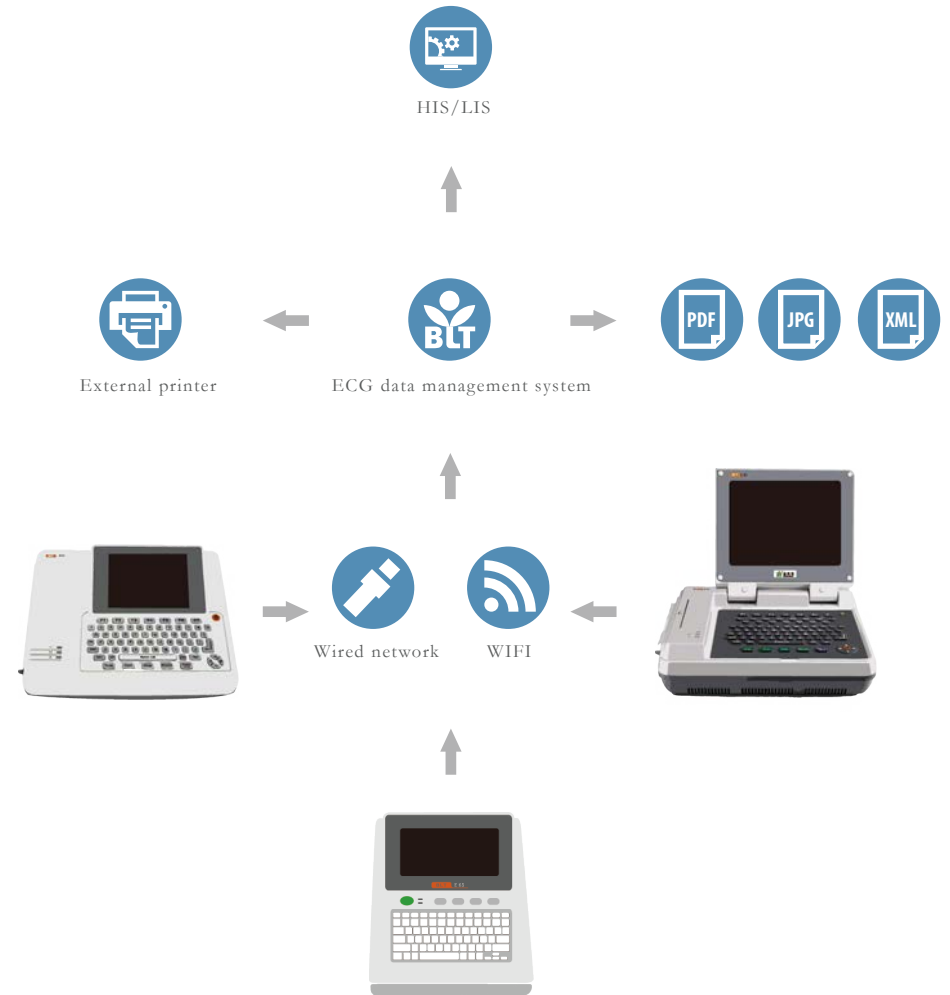 HIS/LIS
BLT
PDF
JPG
XML
External printer
ECG data management system
Wired network
WIFI